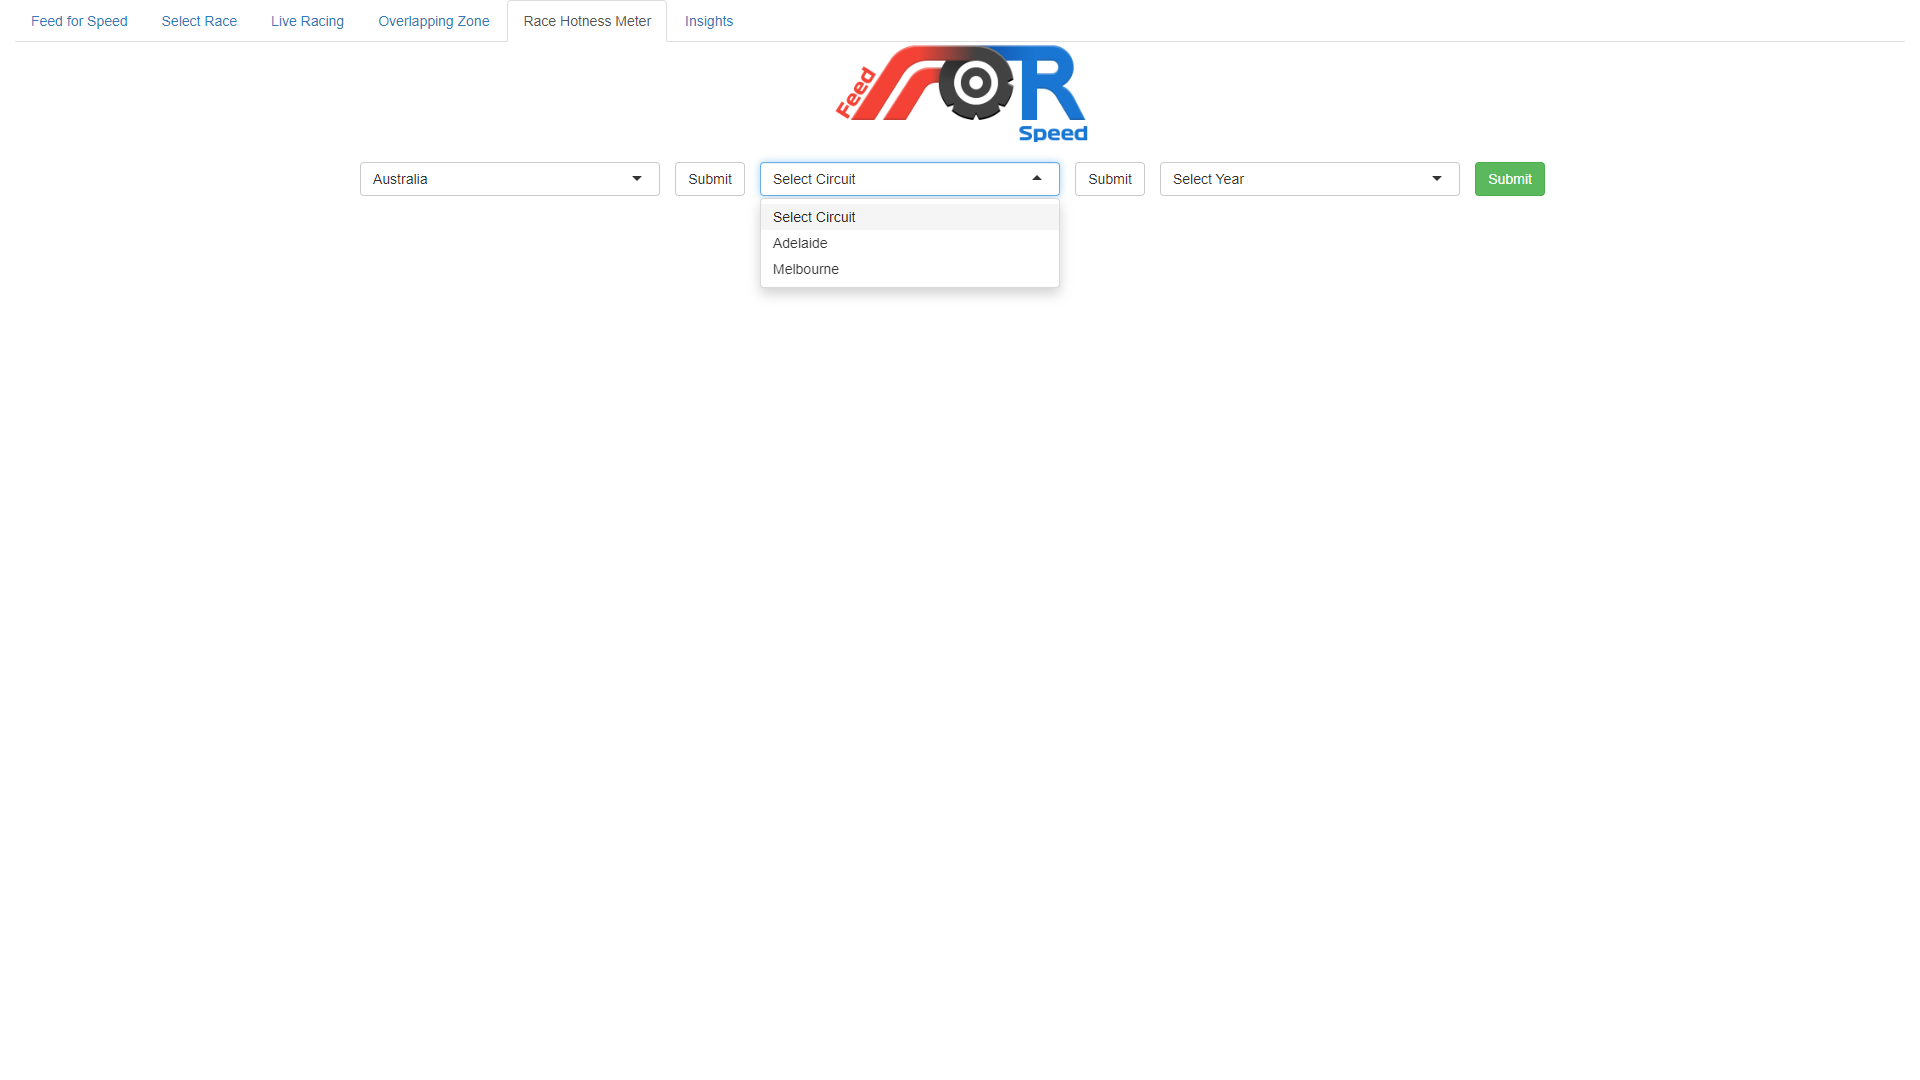 Feed for Speed Select Race Live Racing Overlapping Zone Race Hotness Meter Insights
Feed
FOR
Speed
Australia Submit Select Circuit Submit Select Year Submit
Select Circuit
Adelaide
Melbourne